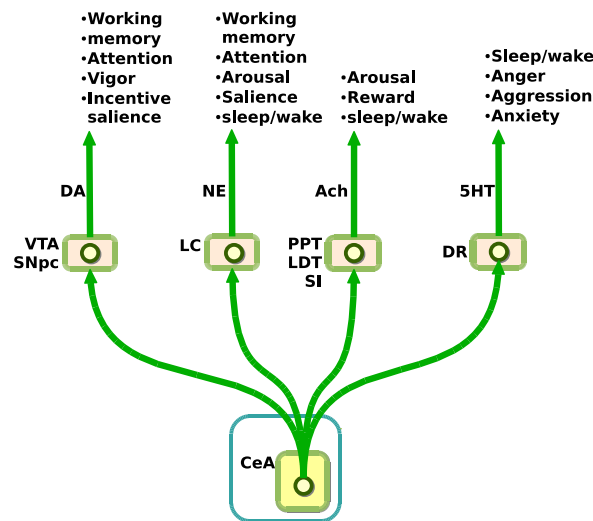 •Working
•memory
•Attention
•Vigor
•Incentive
salience
•Working
memory
•Attention
•Arousal
•Salience
•sleep/wake
•Arousal
•Reward
•sleep/wake
•Sleep/wake
•Anger
•Aggression
•Anxiety
DA
NE
Ach
5HT
VTA
SNpc
LC
PPT
LDT
SI
DR
CeA